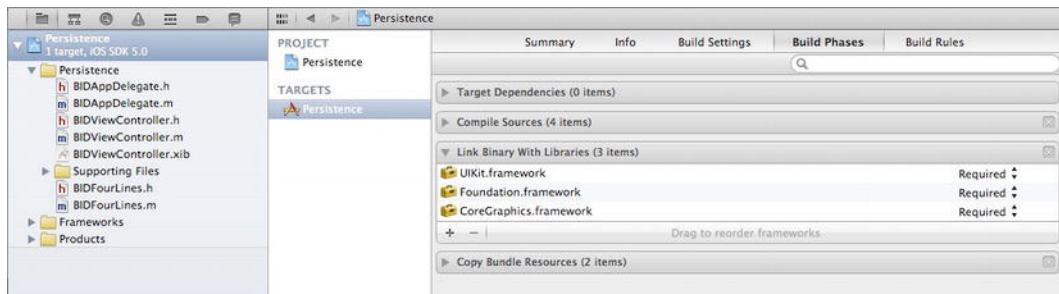 Persistence
Persistence
1 target, iOS SDK 5.0
Persistence
BIDAppDelegate.h
BIDAppDelegate.m
BIDViewController.h
BIDViewController.m
BIDViewController.xib
Supporting Files
BIDFourLines.h
BIDFourLines.m
Frameworks
Products
PROJECT
Persistence
TARGETS
Persistence
Summary Info Build Settings Build Phases Build Rules
Target Dependencies (0 items)
Compile Sources (4 items)
Link Binary With Libraries (3 items)
UIKit.framework Required
Foundation.framework Required
CoreGraphics.framework Required
Drag to reorder frameworks
Copy Bundle Resources (2 items)